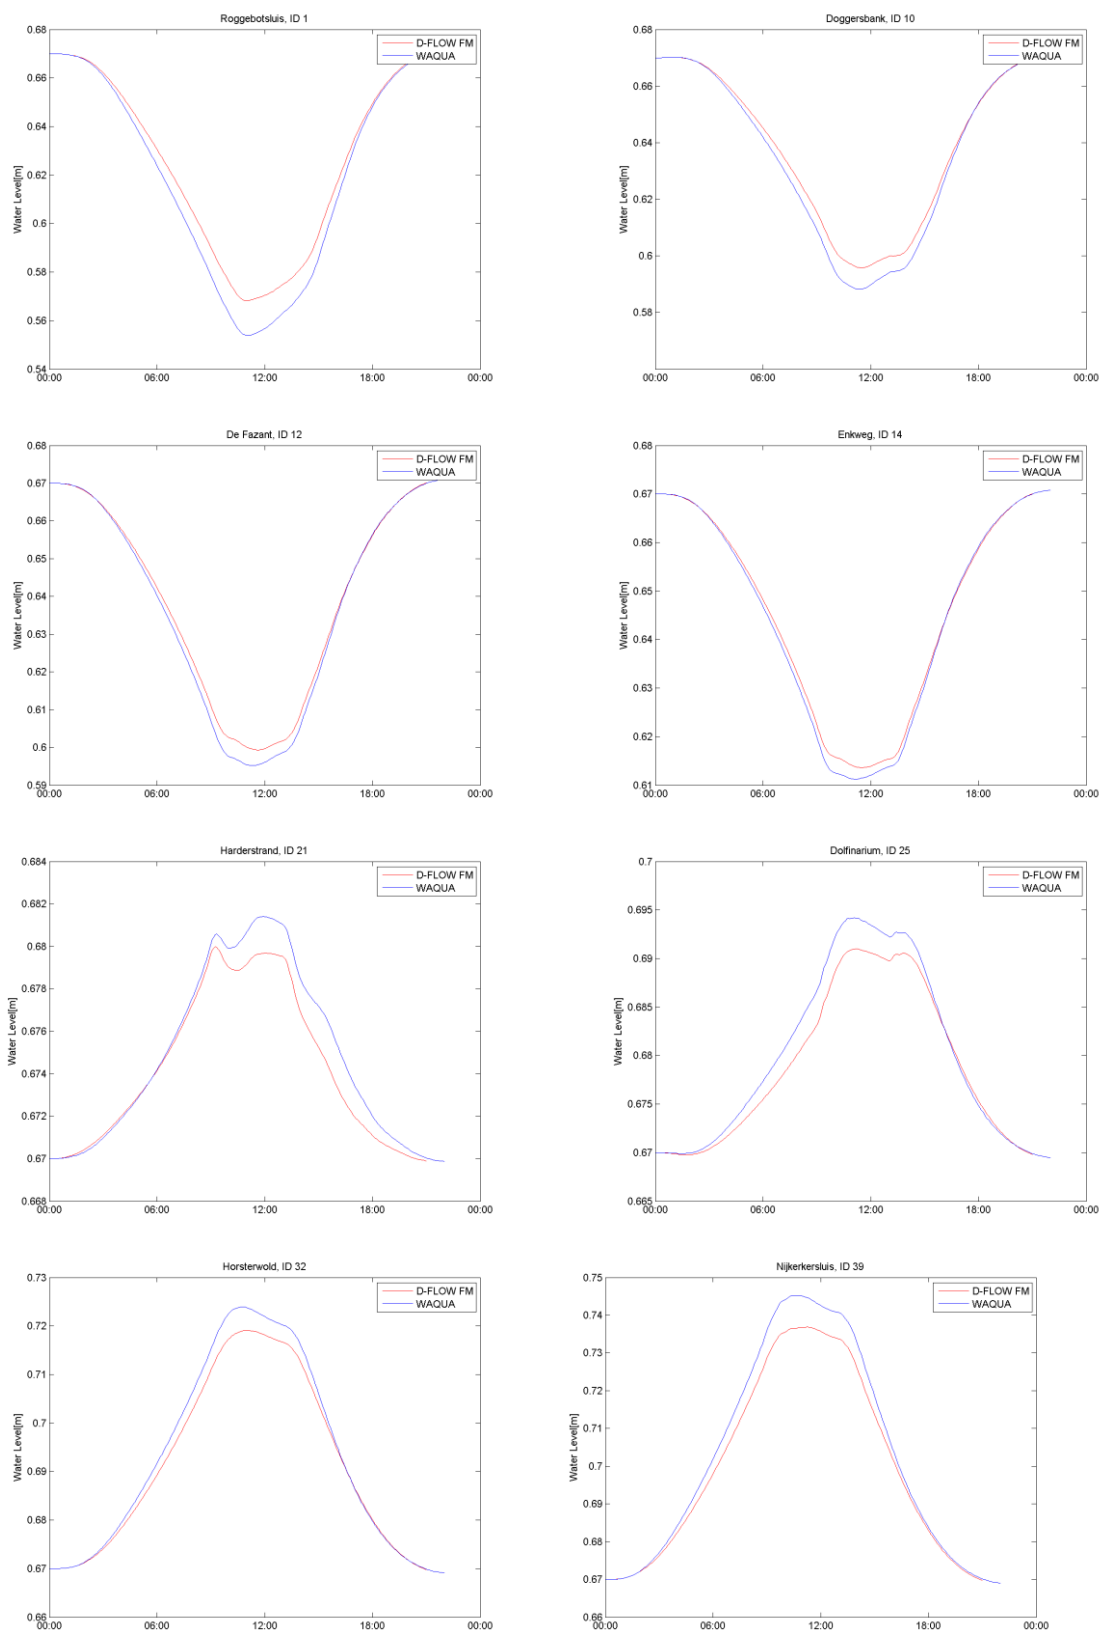 Roggebotsluis, ID 1
Water Level[m]
0.68
0.66
0.64
0.62
0.6
0.58
0.56
0.54
00:00 06:00 12:00 18:00 00:00
D-FLOW FM
WAQUA
Doggersbank, ID 10
Water Level[m]
0.68
0.66
0.64
0.62
0.6
0.58
00:00 06:00 12:00 18:00 00:00
D-FLOW FM
WAQUA
De Fazant, ID 12
Water Level[m]
0.68
0.67
0.66
0.65
0.64
0.63
0.62
0.61
0.6
0.59
00:00 06:00 12:00 18:00 00:00
D-FLOW FM
WAQUA
Enkweg, ID 14
Water Level[m]
0.68
0.67
0.66
0.65
0.64
0.63
0.62
0.61
00:00 06:00 12:00 18:00 00:00
D-FLOW FM
WAQUA
Harderstrand, ID 21
Water Level[m]
0.684
0.682
0.68
0.678
0.676
0.674
0.672
0.67
0.668
00:00 06:00 12:00 18:00 00:00
D-FLOW FM
WAQUA
Dolfinarium, ID 25
Water Level[m]
0.7
0.695
0.69
0.685
0.68
0.675
0.67
0.665
00:00 06:00 12:00 18:00 00:00
D-FLOW FM
WAQUA
Horsterwold, ID 32
Water Level[m]
0.73
0.72
0.71
0.7
0.69
0.68
0.67
0.66
00:00 06:00 12:00 18:00 00:00
D-FLOW FM
WAQUA
Nijkerkersluis, ID 39
Water Level[m]
0.75
0.74
0.73
0.72
0.71
0.7
0.69
0.68
0.67
0.66
00:00 06:00 12:00 18:00 00:00
D-FLOW FM
WAQUA